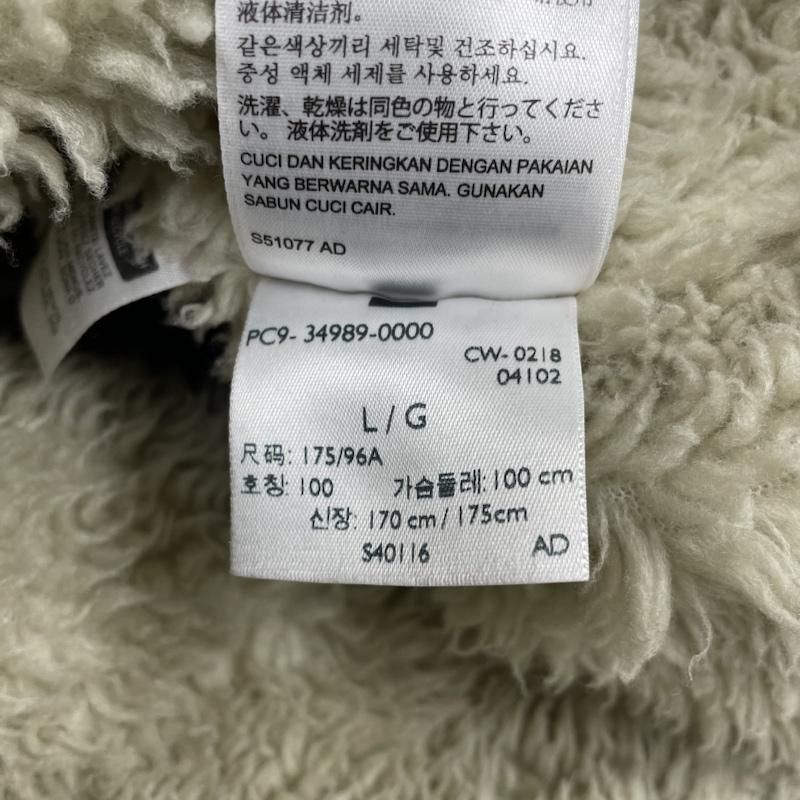 液体清洁剂.
같은색상끼리 세탁및 건조하십시요.
중성 액체 세제를 사용하세요.
洗濯、乾燥は同色の物と行ってくださ
い。 液体洗剤をご使用下さい。
CUCI DAN KERINGKAN DENGAN PAKAIAN
YANG BERWARNA SAMA. GUNAKAN
SABUN CUCI CAIR.
S51077 AD
PC9- 34989-0000
CW- 0218
04102
L / G
尺码: 175/96A
호칭: 100 가슴둘레: 100 cm
신장: 170 cm / 175cm
S40116 AD